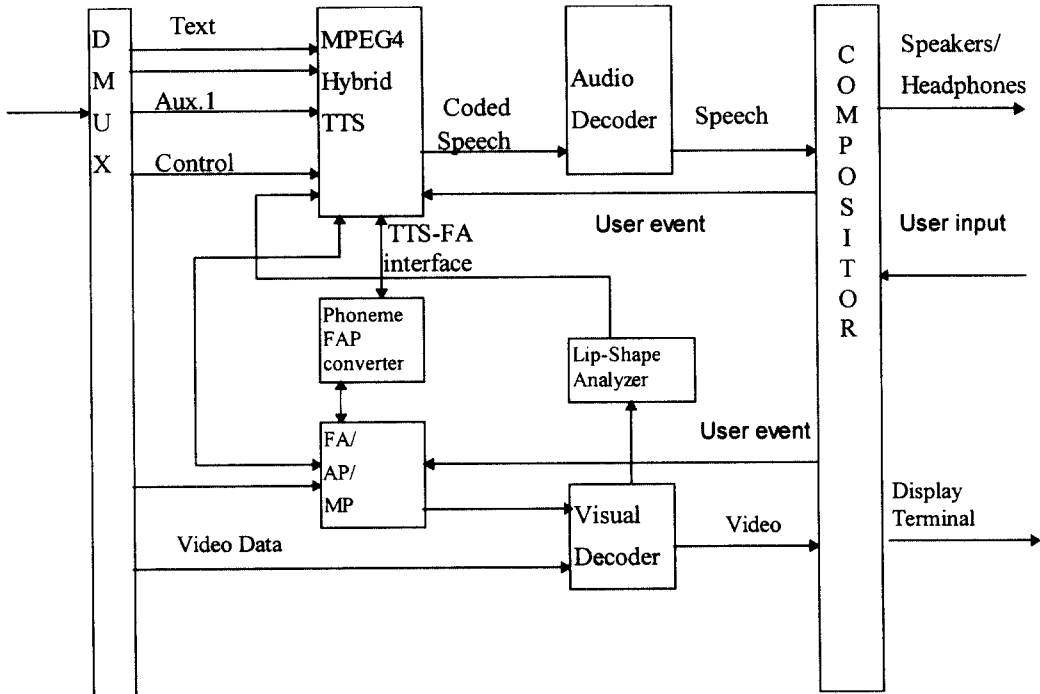 D
M
U
X
Text
Aux.1
Control
MPEG4
Hybrid
TTS
Coded
Speech
Audio
Decoder
Speech
C
O
M
P
O
S
I
T
O
R
Speakers/
Headphones
User event
User input
TTS-FA
interface
Phoneme
FAP
converter
Lip-Shape
Analyzer
User event
FA/
AP/
MP
Visual
Decoder
Video
Display
Terminal
Video Data